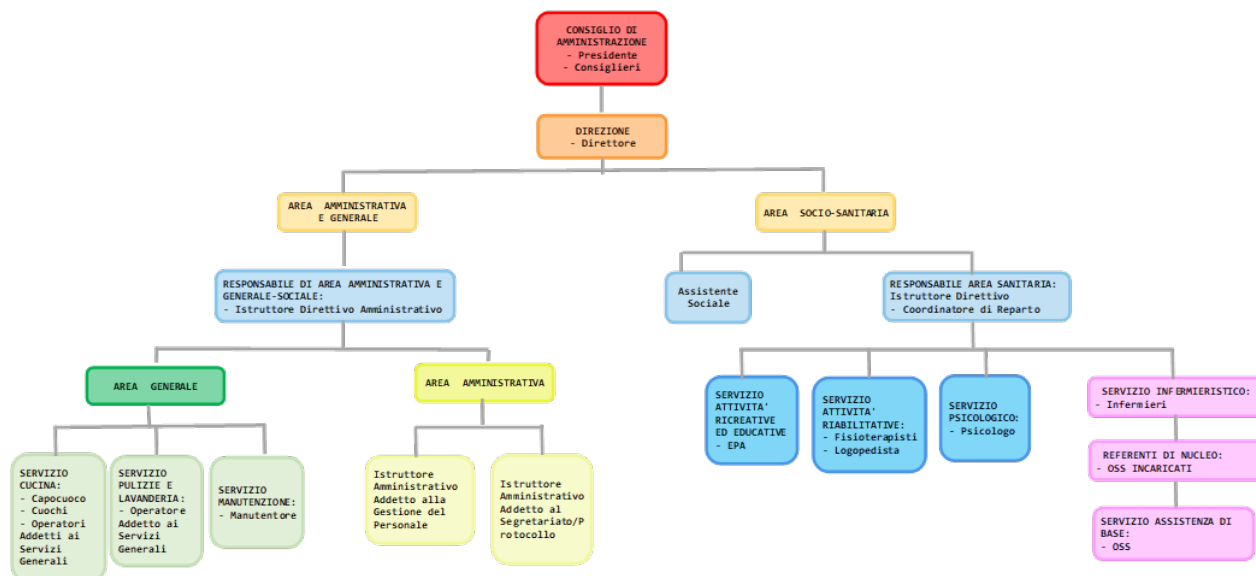 CONSIGLIO DI
AMMINISTRAZIONE
- Presidente
- Consiglieri
DIREZIONE
- Direttore
AREA AMMINISTRATIVA
E GENERALE
AREA SOCIO-SANITARIA
RESPONSABILE DI AREA AMMINISTRATIVA E
GENERALE-SOCIALE:
- Istruttore Direttivo Amministrativo
Assistente
Sociale
RESPONSABILE AREA SANITARIA:
Istruttore Direttivo
- Coordinatore di Reparto
AREA GENERALE
AREA AMMINISTRATIVA
SERVIZIO
ATTIVITA'
RICREATIVE
ED EDUCATIVE
- EPA
SERVIZIO
ATTIVITA'
RIABILITATIVE:
- Fisioterapisti
- Logopedista
SERVIZIO
PSICOLOGICO:
- Psicologo
SERVIZIO INFERMIERISTICO:
- Infermieri
REFERENTI DI NUCLEO:
- OSS INCARICATI
SERVIZIO ASSISTENZA DI
BASE:
- OSS
SERVIZIO
CUCINA:
- Capocuoco
- Cuochi
- Operatori
Addetti ai
Servizi
Generali
SERVIZIO
PULIZIE E
LAVANDERIA:
- Operatore
Addetto ai
Servizi
Generali
SERVIZIO
MANUTENZIONE:
- Manutentore
Istruttore
Amministrativo
Addetto alla
Gestione del
Personale
Istruttore
Amministrativo
Addetto al
Segretariato/P
rotocollo